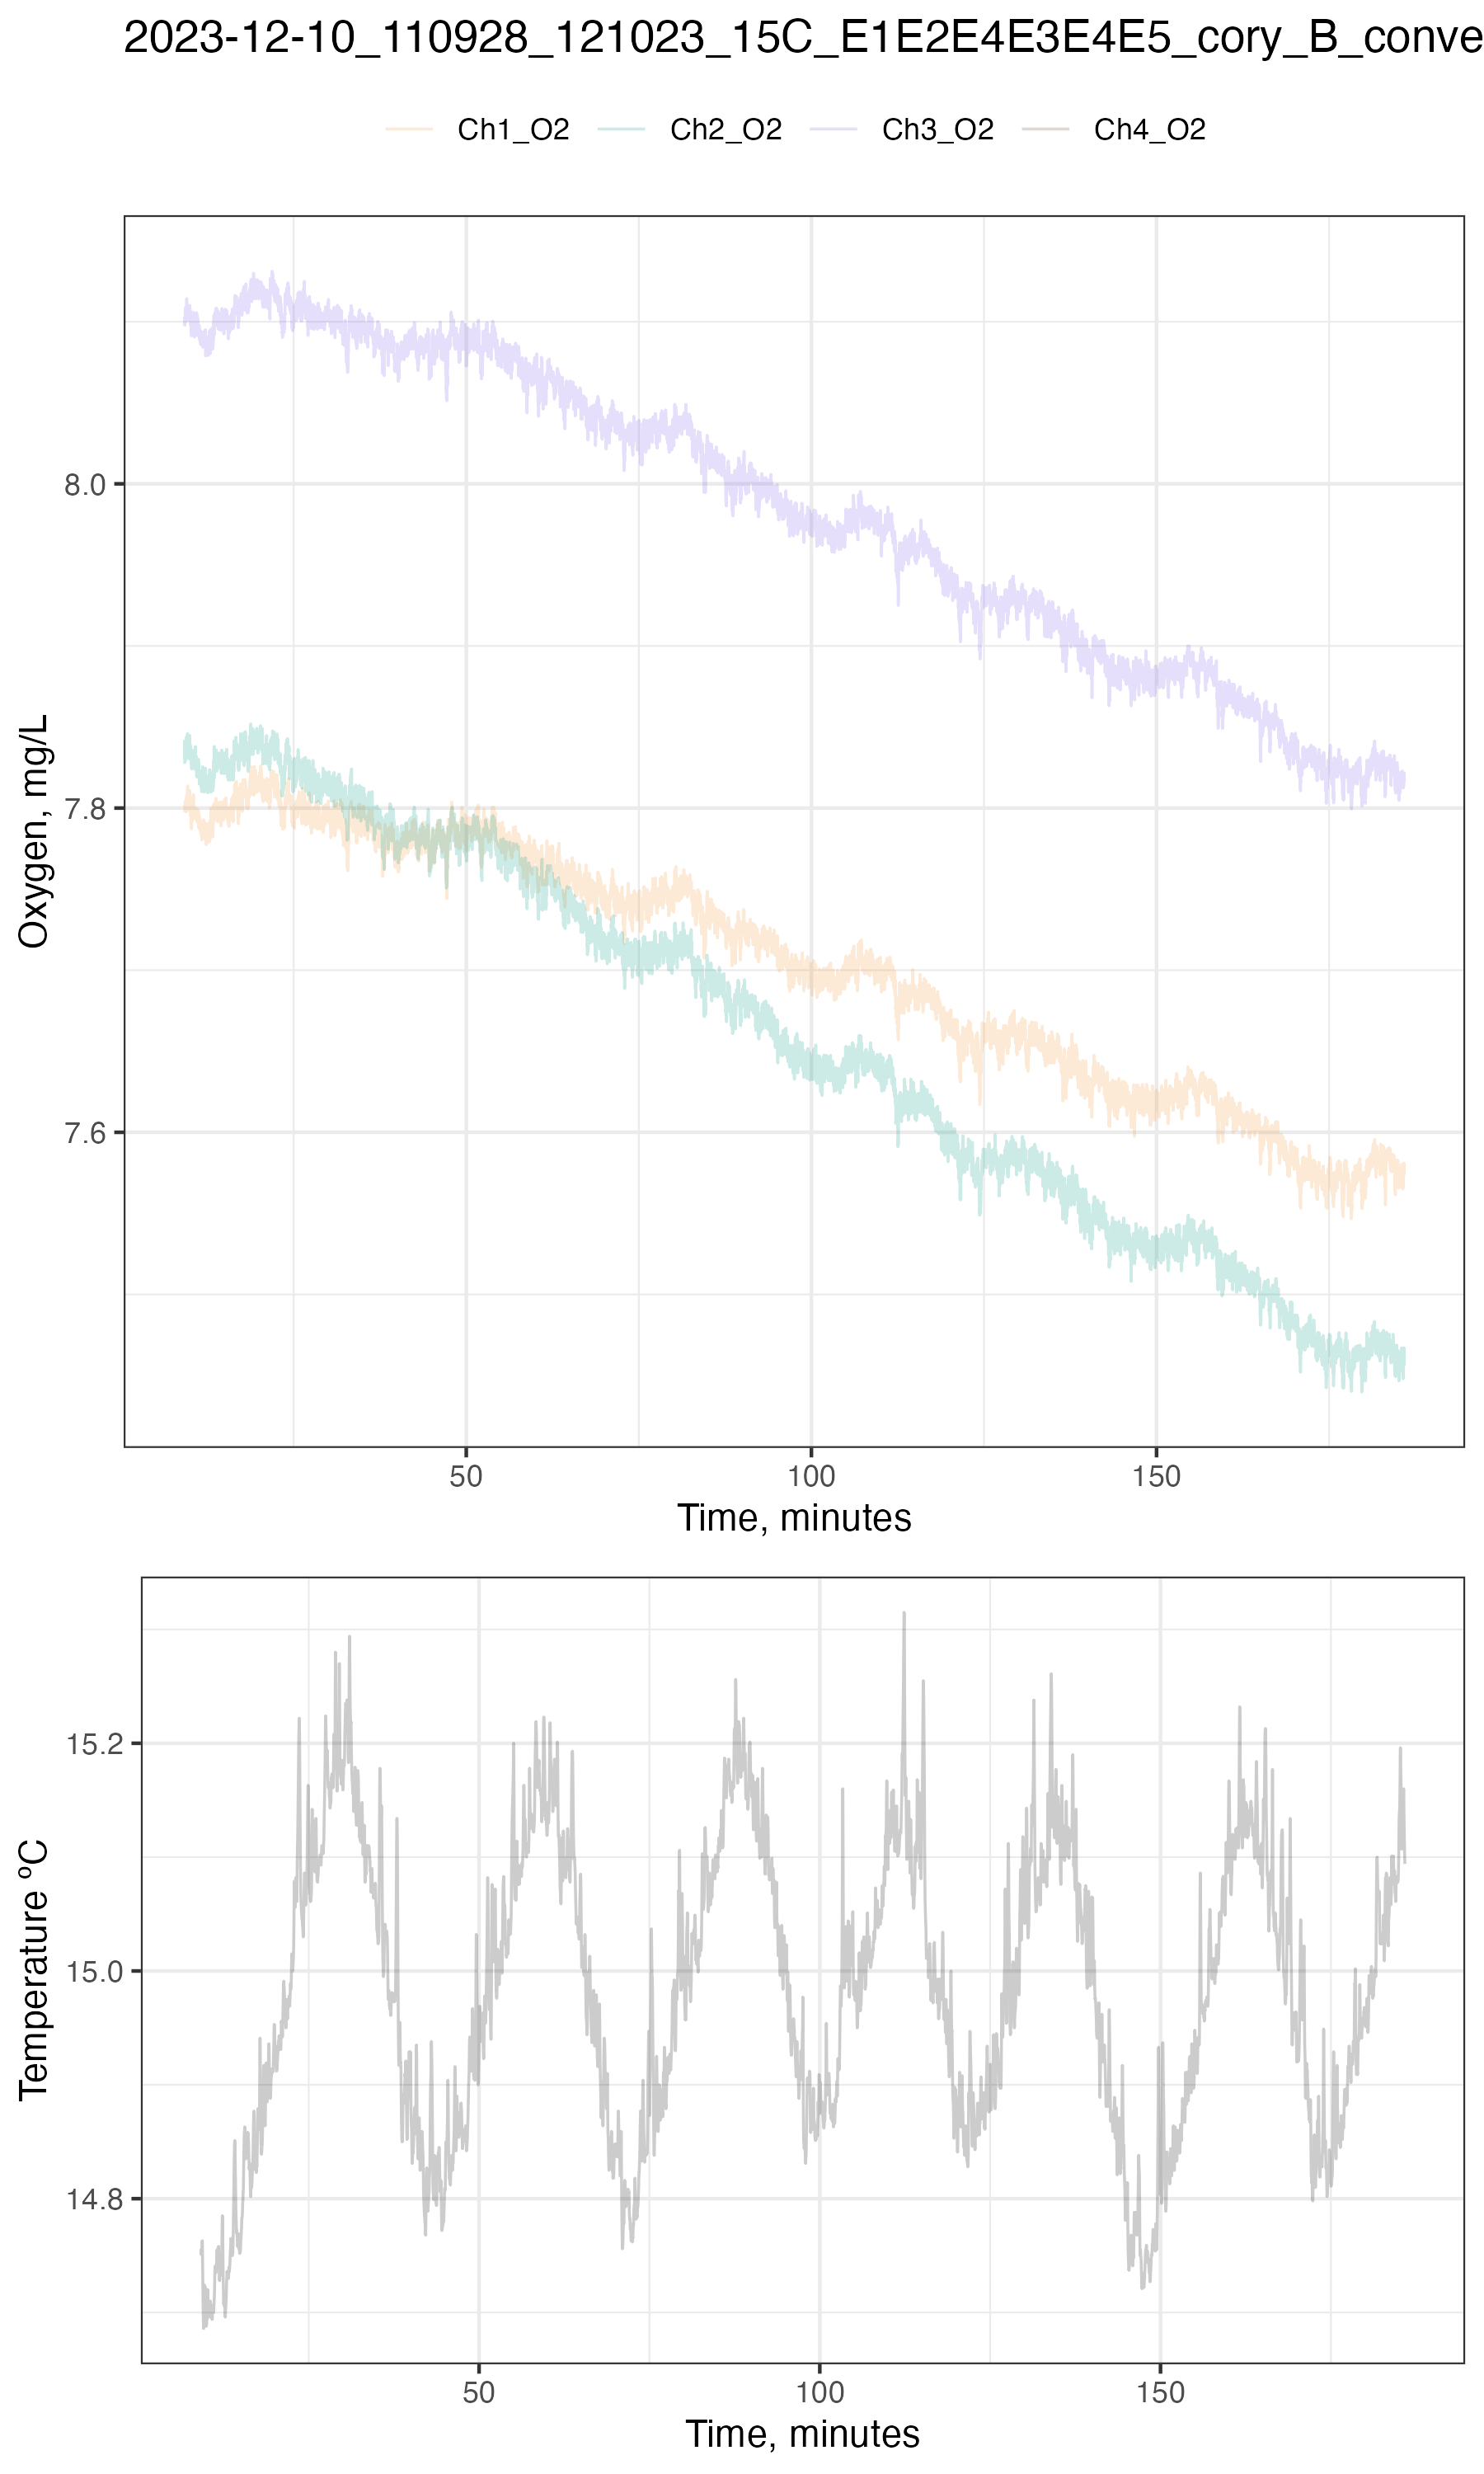 2023-12-10_110928_121023_15C_E1E2E4E3E4E5_cory_B_conve
Ch1_O2 Ch2_O2 Ch3_O2 Ch4_O2
8.0
7.8
7.6
Oxygen, mg/L
50 100 150
Time, minutes
15.2
15.0
14.8
Temperature ºC
50 100 150
Time, minutes